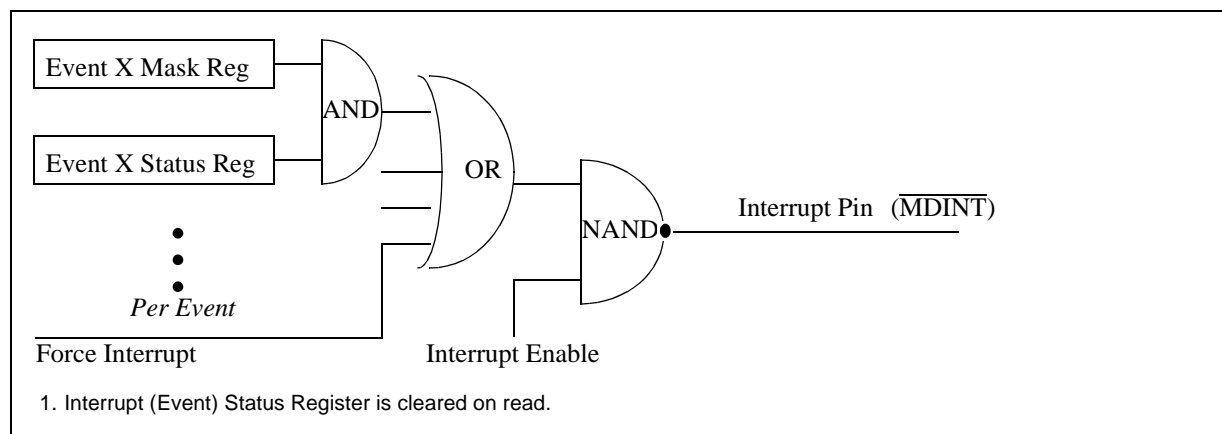 Event X Mask Reg
AND
Event X Status Reg
OR
Interrupt Pin (MDINT)
NAND
Per Event
Force Interrupt
Interrupt Enable
1. Interrupt (Event) Status Register is cleared on read.